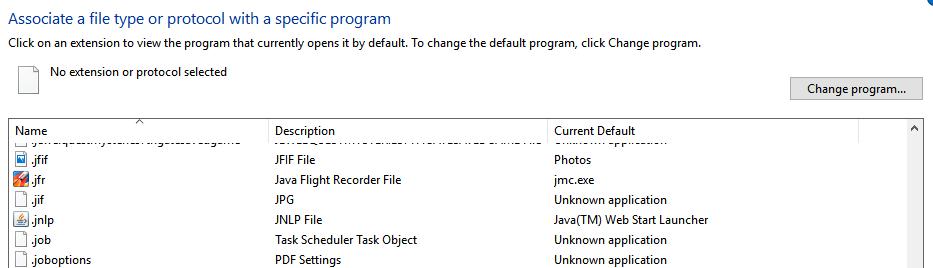 Associate a file type or protocol with a specific program
Click on an extension to view the program that currently opens it by default. To change the default program, click Change program.
No extension or protocol selected
Change program...
Name Description Current Default
Unknown application
.jfif JFIF File Photos
.jfr Java Flight Recorder File jmc.exe
.jif JPG Unknown application
.jnlp JNLP File Java(TM) Web Start Launcher
.job Task Scheduler Task Object Unknown application
.joboptions PDF Settings Unknown application